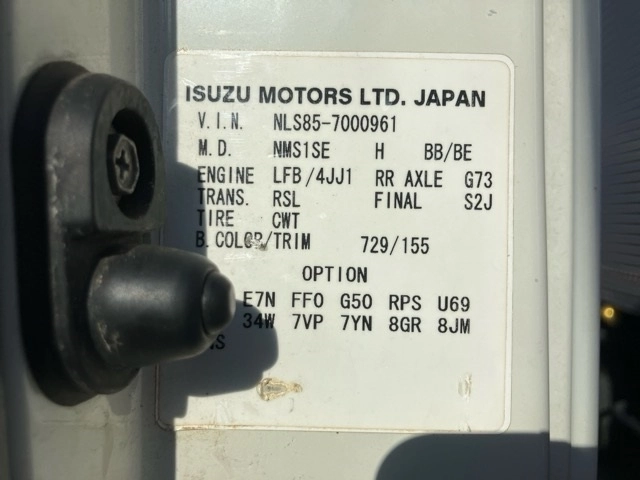 ISUZU MOTORS LTD. JAPAN
V.I.N. NLS85-7000961
M.D. NMS1SE H BB/BE
ENGINE LFB/4JJ1 RR AXLE G73
TRANS. RSL FINAL S2J
TIRE CWT
B.COLOR/TRIM 729/155
OPTION
E7N FF0 G50 RPS U69
34W 7VP 7YN 8GR 8JM